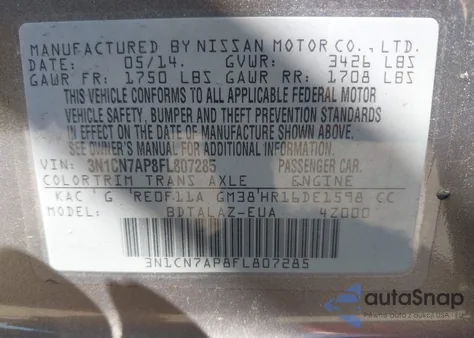 MANUFACTURED BY NISSAN MOTOR CO., LTD.
DATE: 05/14. GVWR: 3426 LBS
GAWR FR: 1750 LBS GAWR RR: 1708 LBS
THIS VEHICLE CONFORMS TO ALL APPLICABLE FEDERAL MOTOR
VEHICLE SAFETY, BUMPER AND THEFT PREVENTION STANDARDS
IN EFFECT ON THE DATE OF MANUFACTURE SHOWN ABOVE.
SEE OWNER'S MANUAL FOR ADDITIONAL INFORMATION.
VIN: 3N1CN7AP8FL807285 PASSENGER CAR.
COLOR TRIM TRANS AXLE ENGINE
KAC G RE0F11A GM38 HR16DE1598 CC
MODEL: BDTALAZ-EUA 4Z000
3N1CN7AP8FL807285
autoSnap